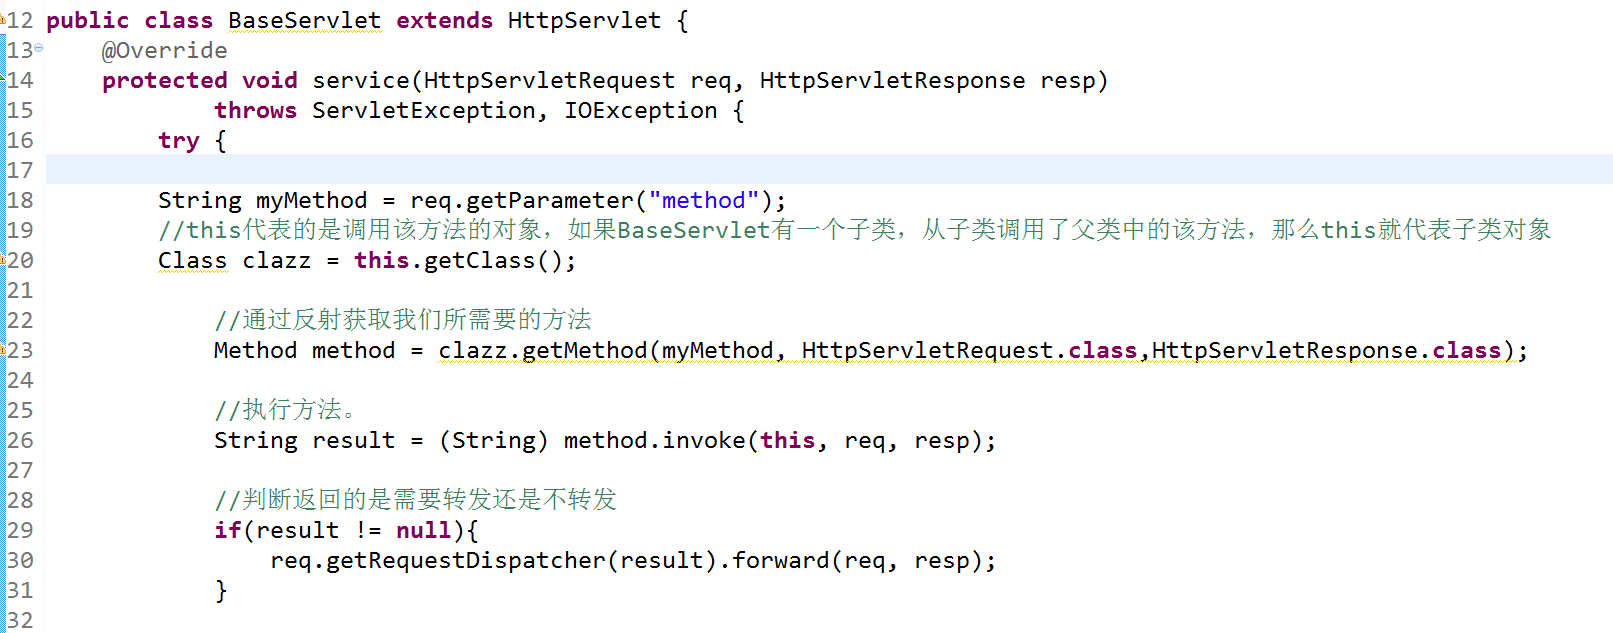 12 public class BaseServlet extends HttpServlet {
13 @Override
14 protected void service(HttpServletRequest req, HttpServletResponse resp)
15 throws ServletException, IOException {
16 try {
17
18 String myMethod = req.getParameter("method");
19 //this代表的是调用该方法的对象，如果BaseServlet有一个子类，从子类调用了父类中的该方法，那么this就代表子类对象
20 Class clazz = this.getClass();
21
22 //通过反射获取我们所需要的方法
23 Method method = clazz.getMethod(myMethod, HttpServletRequest.class,HttpServletResponse.class);
24
25 //执行方法。
26 String result = (String) method.invoke(this, req, resp);
27
28 //判断返回的是需要转发还是不转发
29 if(result != null){
30 req.getRequestDispatcher(result).forward(req, resp);
31 }
32